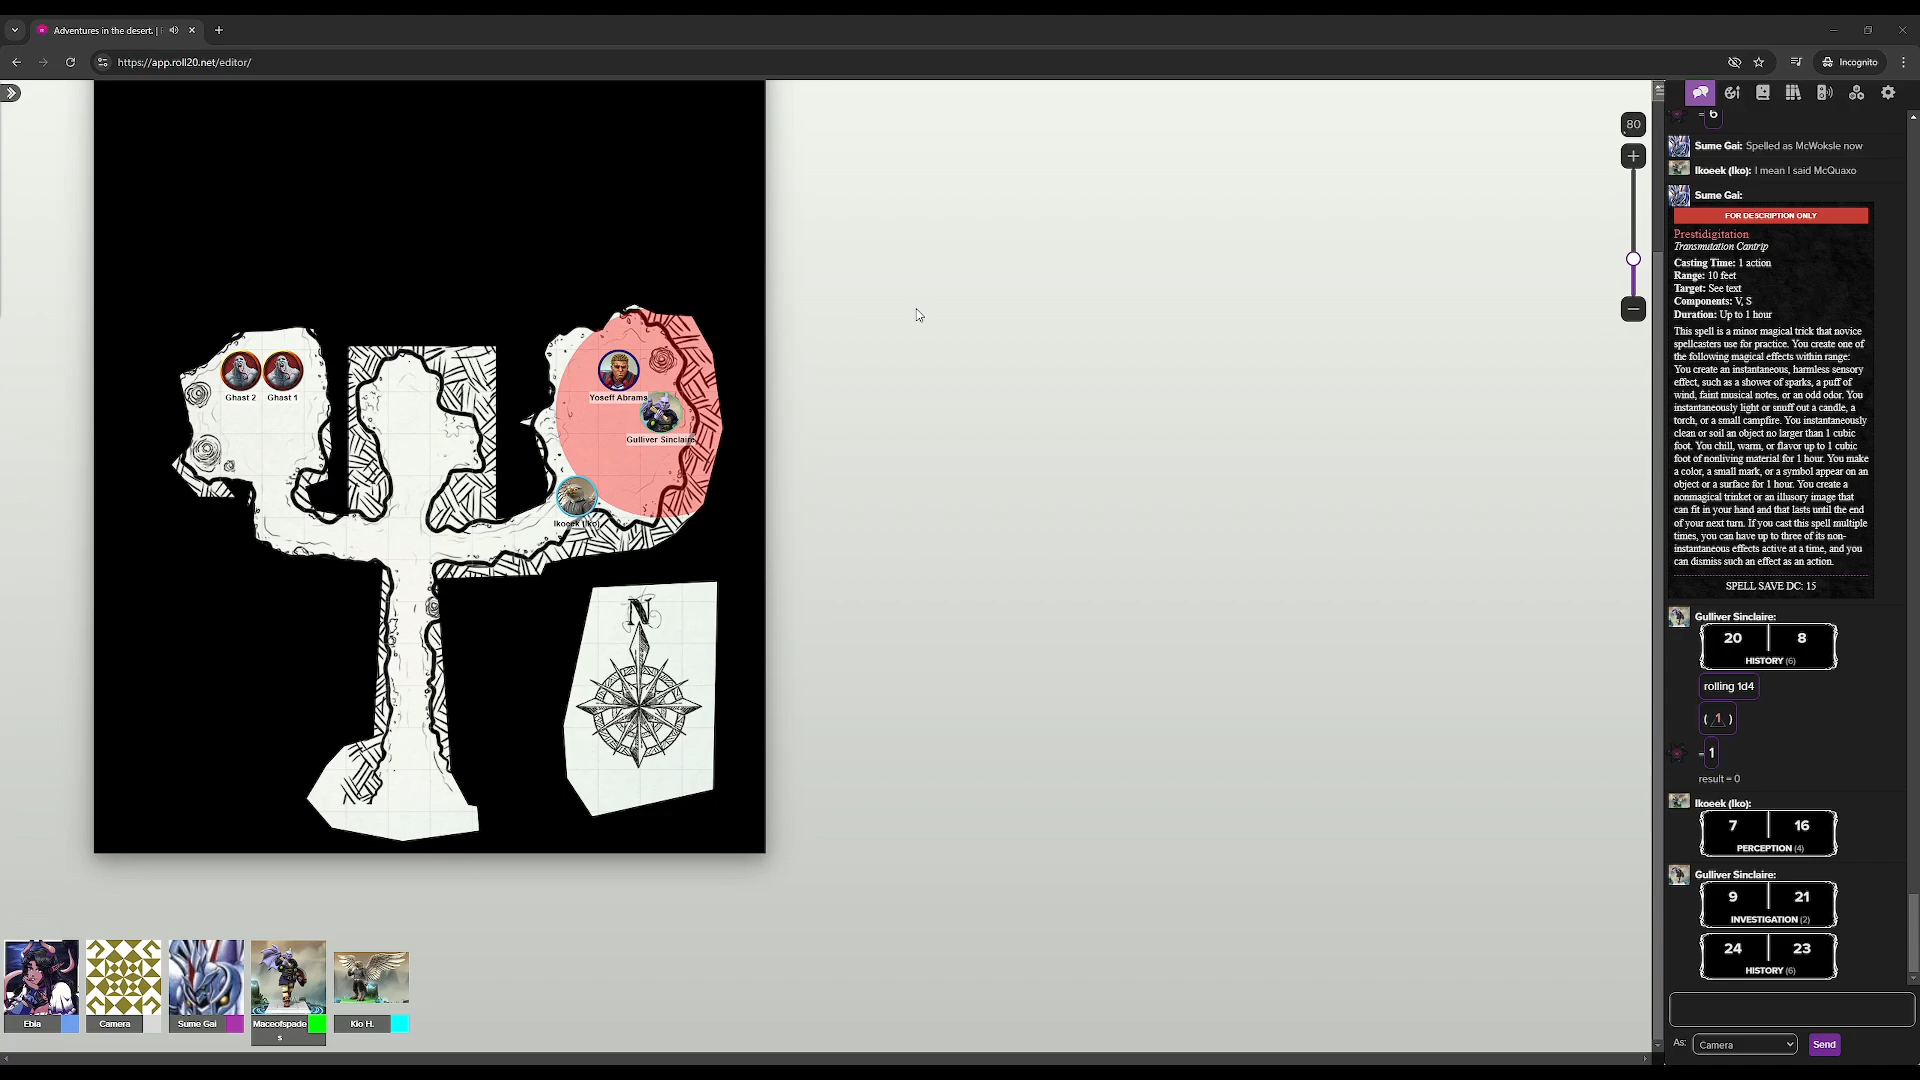 Adventures in the desert. |
https://app.roll20.net/editor/
Incognito
80
Ghast 2
Ghast 1
Yoseff Abrams
Gulliver Sinclaire
Ikoeek (Iko)
N
Ebia
Camera
Sume Gai
Maceofspade
s
Kio H.
= 6
Sume Gai: Spelled as McWoksle now
Ikoeek (Iko): I mean I said McQuaxo
Sume Gai:
FOR DESCRIPTION ONLY
Prestidigitation
Transmutation Cantrip
Casting Time: 1 action
Range: 10 feet
Target: See text
Components: V, S
Duration: Up to 1 hour
This spell is a minor magical trick that novice
spellcasters use for practice. You create one of
the following magical effects within range:
You create an instantaneous, harmless sensory
effect, such as a shower of sparks, a puff of
wind, faint musical notes, or an odd odor. You
instantaneously light or snuff out a candle, a
torch, or a small campfire. You instantaneously
clean or soil an object no larger than 1 cubic
foot. You chill, warm, or flavor up to 1 cubic
foot of nonliving material for 1 hour. You make
a color, a small mark, or a symbol appear on an
object or a surface for 1 hour. You create a
nonmagical trinket or an illusory image that
can fit in your hand and that lasts until the end
of your next turn. If you cast this spell multiple
times, you can have up to three of its non-
instantaneous effects active at a time, and you
can dismiss such an effect as an action.
SPELL SAVE DC: 15
Gulliver Sinclaire:
20 8
HISTORY (6)
rolling 1d4
( 1 )
= 1
result = 0
Ikoeek (Iko):
7 16
PERCEPTION (4)
Gulliver Sinclaire:
9 21
INVESTIGATION (2)
24 23
HISTORY (6)
As: Camera Send